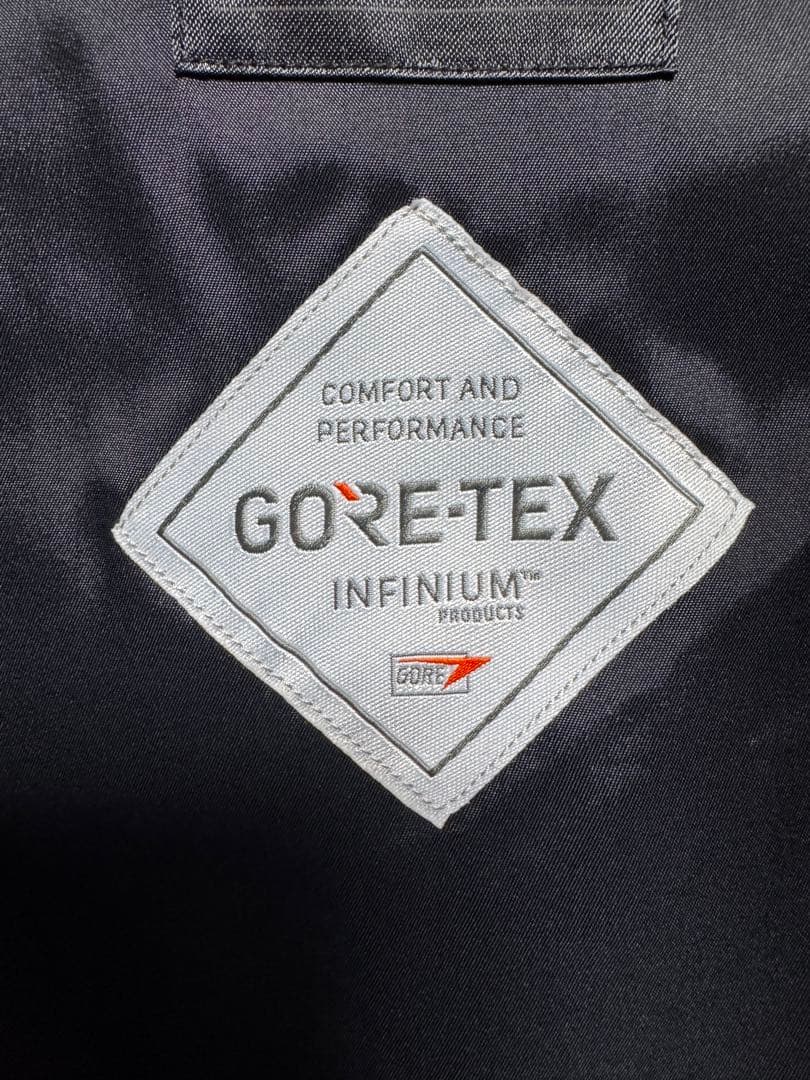 COMFORT AND
PERFORMANCE
GORE-TEX
INFINIUM™
PRODUCTS
GORE